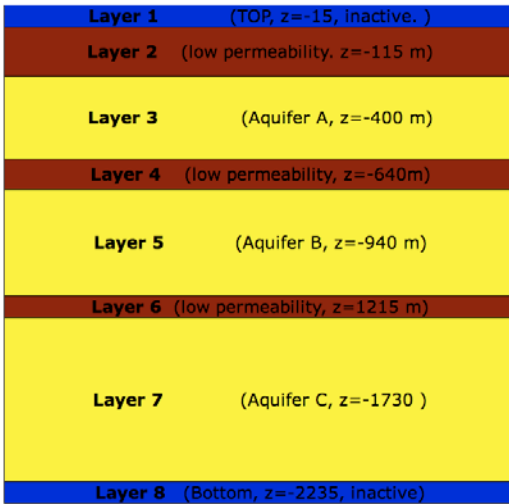 Layer 1 (TOP, z=-15, inactive. )
Layer 2 (low permeability. z=-115 m)
Layer 3 (Aquifer A, z=-400 m)
Layer 4 (low permeability, z=-640m)
Layer 5 (Aquifer B, z=-940 m)
Layer 6 (low permeability, z=1215 m)
Layer 7 (Aquifer C, z=-1730 )
Layer 8 (Bottom, z=-2235, inactive)